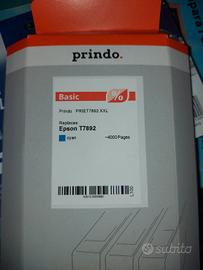 prindo.
Basic
%
Prindo PRIET7892 XXL
Replaces
Epson T7892
cyan
~4000 Pages
subito